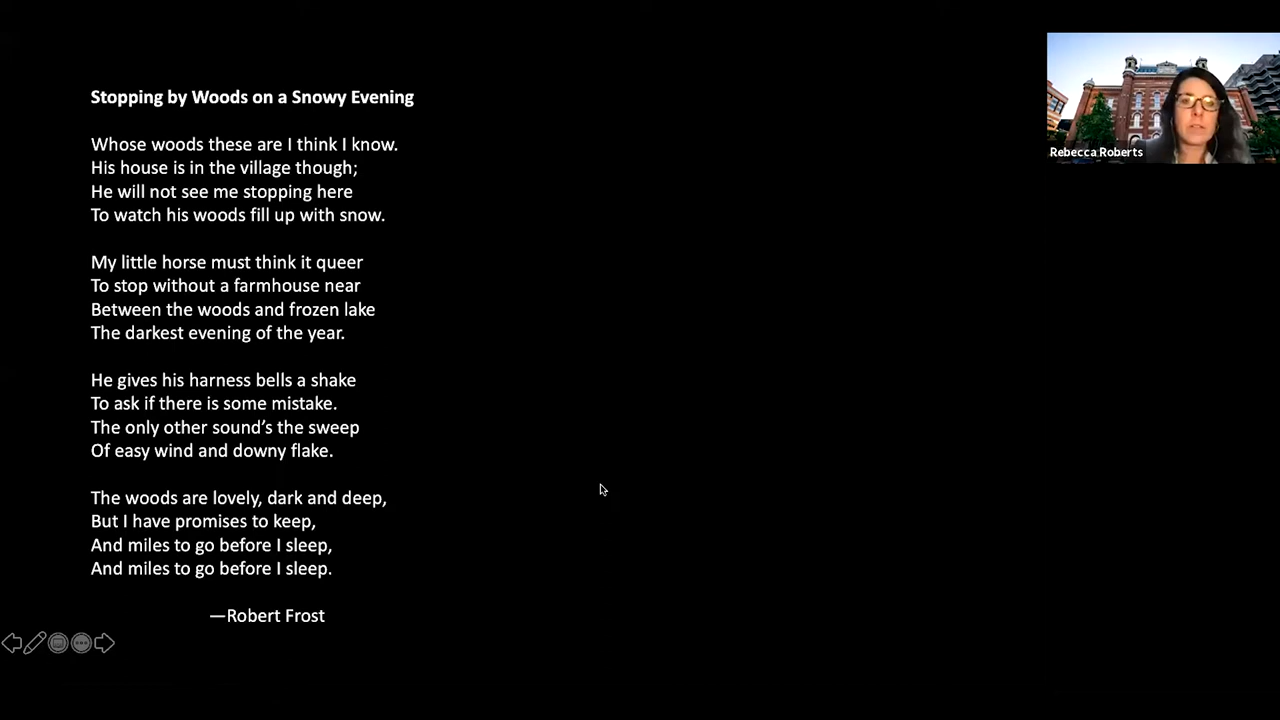 Stopping by Woods on a Snowy Evening
Whose woods these are I think I know.
His house is in the village though;
He will not see me stopping here
To watch his woods fill up with snow.
My little horse must think it queer
To stop without a farmhouse near
Between the woods and frozen lake
The darkest evening of the year.
He gives his harness bells a shake
To ask if there is some mistake.
The only other sound’s the sweep
Of easy wind and downy flake.
The woods are lovely, dark and deep,
But I have promises to keep,
And miles to go before I sleep,
And miles to go before I sleep.
—Robert Frost
Rebecca Roberts